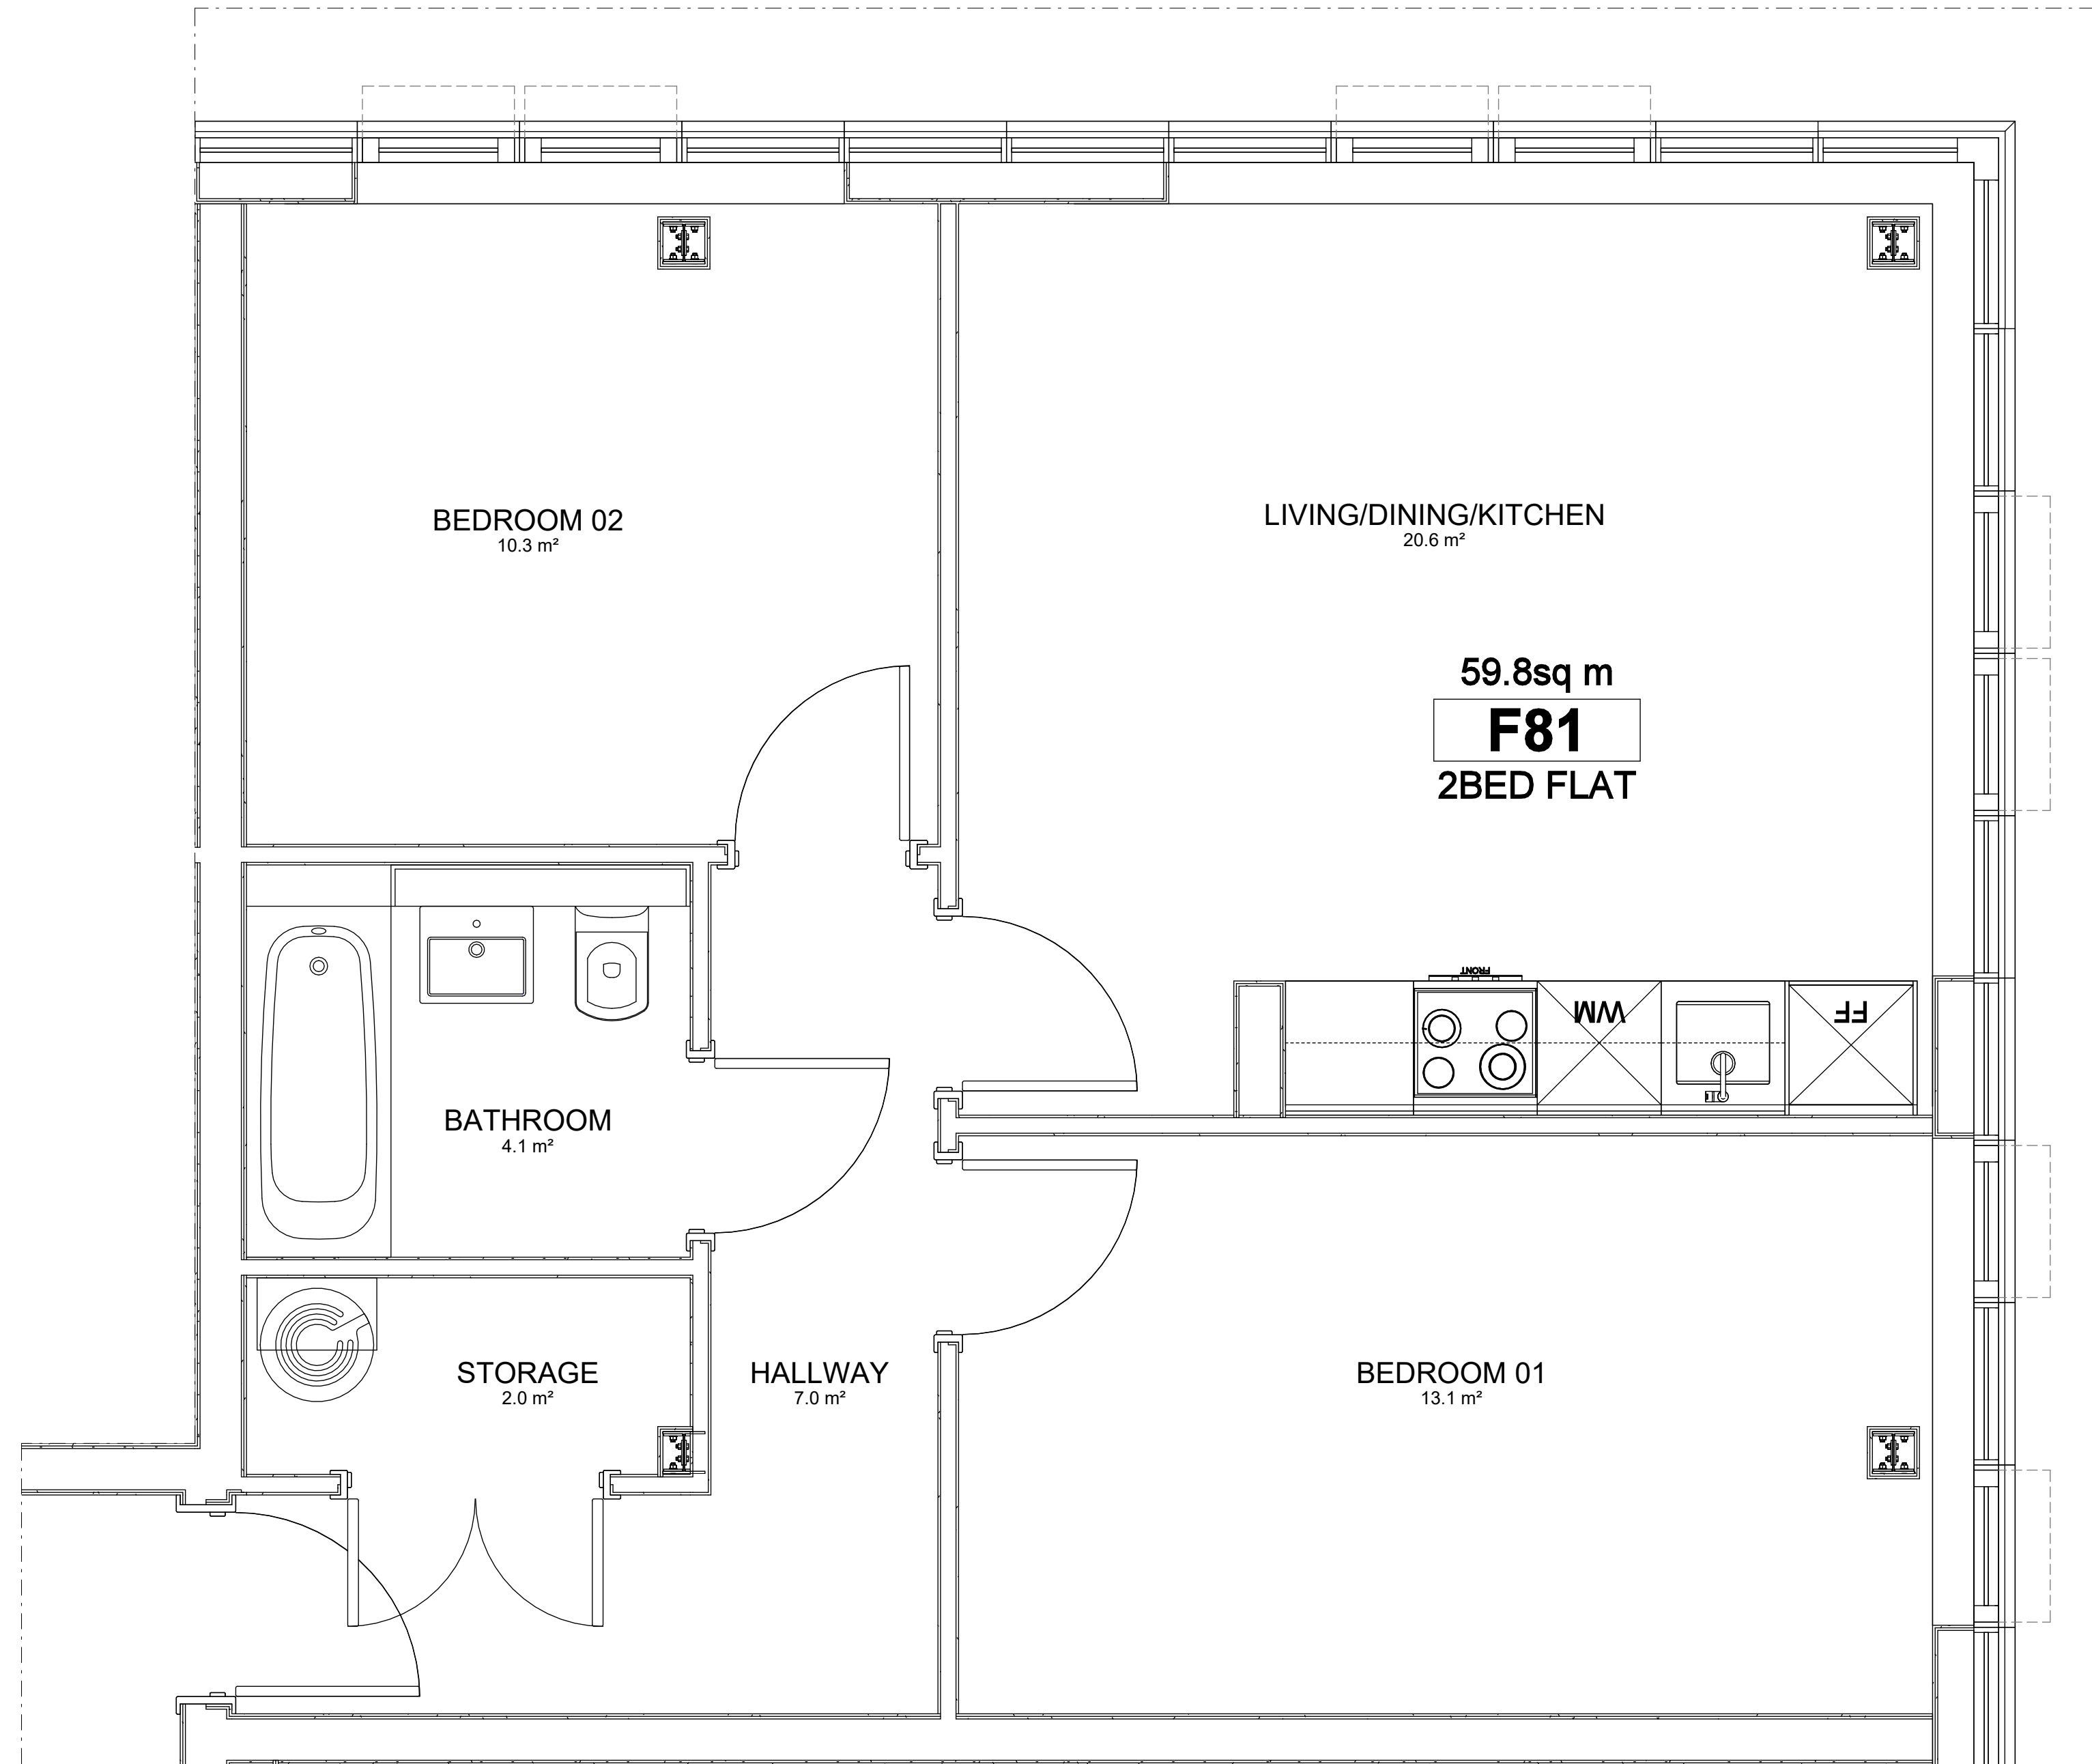 BEDROOM 02
10.3 m²
LIVING/DINING/KITCHEN
20.6 m²
59.8sq m
F81
2BED FLAT
FRONT
WM
FF
BATHROOM
4.1 m²
STORAGE
2.0 m²
HALLWAY
7.0 m²
BEDROOM 01
13.1 m²